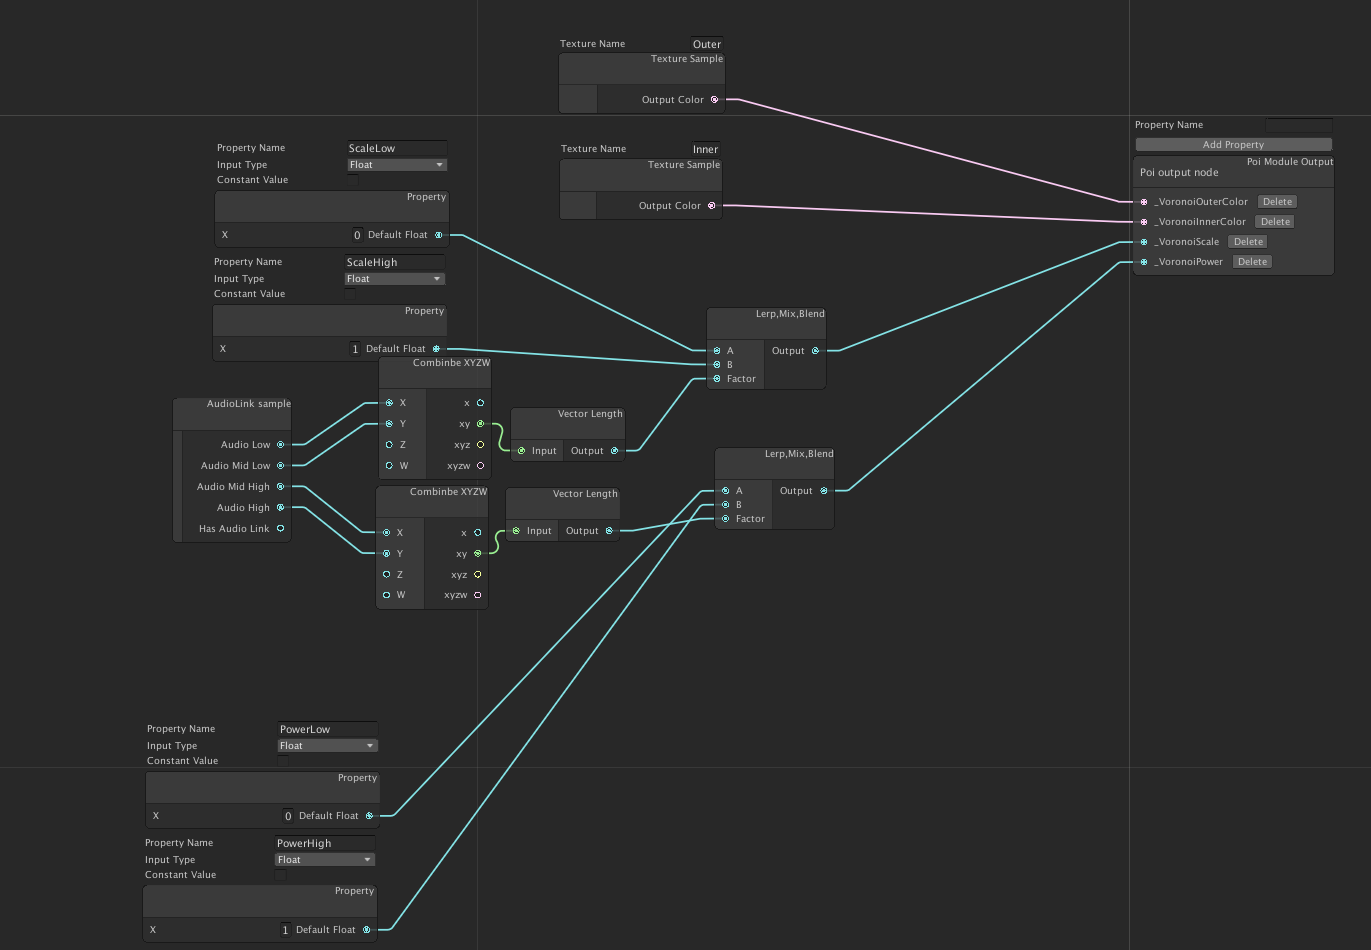 Texture Name Outer
Texture Sample
Output Color
Property Name
Add Property
Poi Module Output
Poi output node
_VoronoiOuterColor Delete
_VoronoiInnerColor Delete
_VoronoiScale Delete
_VoronoiPower Delete
Texture Name Inner
Texture Sample
Output Color
Property Name ScaleLow
Input Type Float
Constant Value
Property
X 0 Default Float
Property Name ScaleHigh
Input Type Float
Constant Value
Property
X 1 Default Float
Lerp,Mix,Blend
A Output
B
Factor
Combinbe XYZW
X x
Y xy
Z xyz
W xyzw
Vector Length
Input Output
AudioLink sample
Audio Low
Audio Mid Low
Audio Mid High
Audio High
Has Audio Link
Lerp,Mix,Blend
A Output
B
Factor
Combinbe XYZW
X x
Y xy
Z xyz
W xyzw
Vector Length
Input Output
Property Name PowerLow
Input Type Float
Constant Value
Property
X 0 Default Float
Property Name PowerHigh
Input Type Float
Constant Value
Property
X 1 Default Float